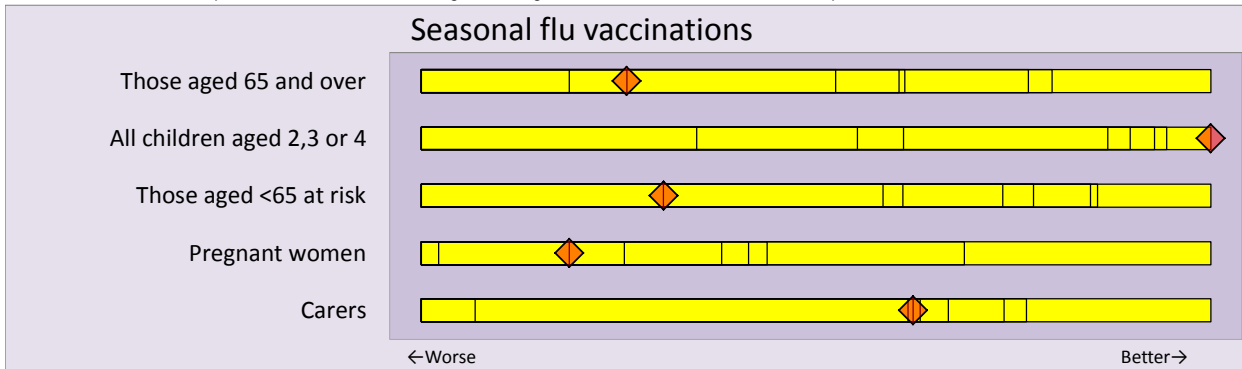 Seasonal flu vaccinations
Those aged 65 and over
All children aged 2,3 or 4
Those aged <65 at risk
Pregnant women
Carers
←Worse
Better→